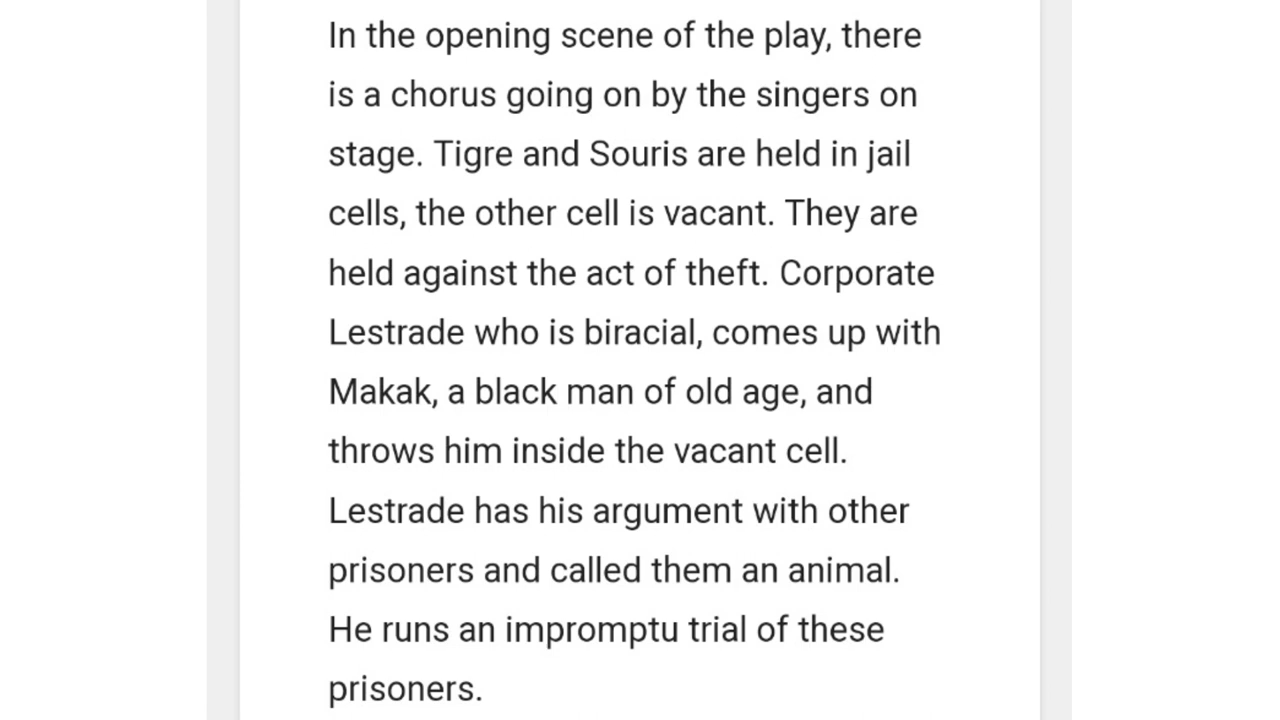 In the opening scene of the play, there
is a chorus going on by the singers on
stage. Tigre and Souris are held in jail
cells, the other cell is vacant. They are
held against the act of theft. Corporate
Lestrade who is biracial, comes up with
Makak, a black man of old age, and
throws him inside the vacant cell.
Lestrade has his argument with other
prisoners and called them an animal.
He runs an impromptu trial of these
prisoners.